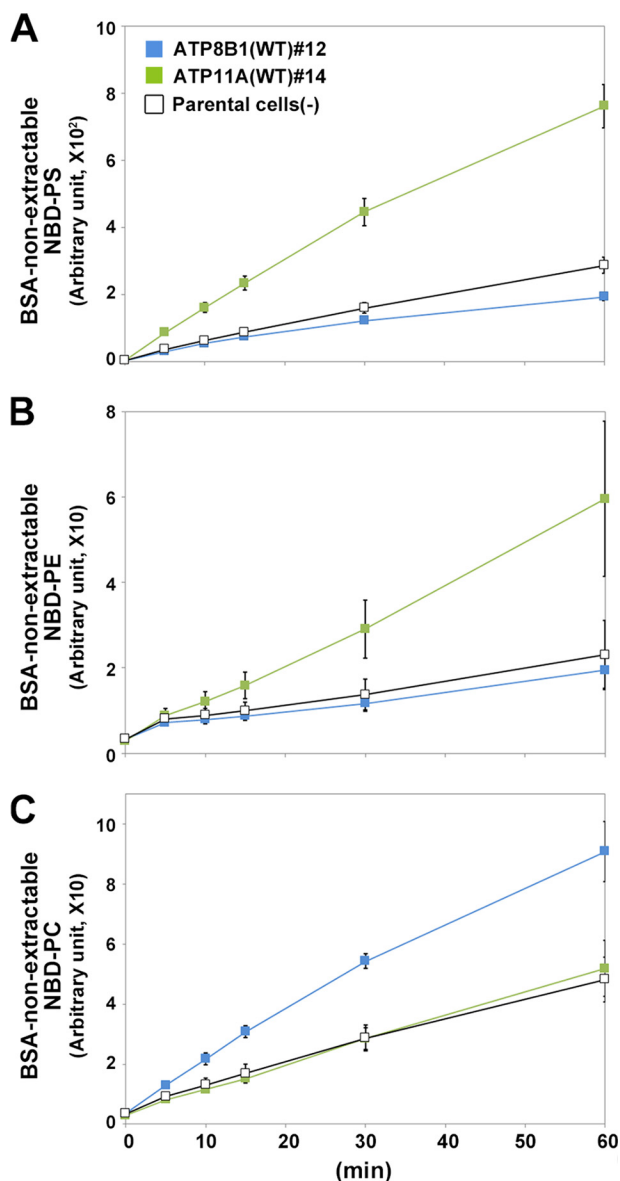 A
10
8
6
4
2
0
ATP8B1(WT)#12
ATP11A(WT)#14
Parental cells(-)
BSA-non-extractable
NBD-PS
(Arbitrary unit, X10²)
B
8
6
4
2
0
BSA-non-extractable
NBD-PE
(Arbitrary unit, X10)
C
10
8
6
4
2
0
BSA-non-extractable
NBD-PC
(Arbitrary unit, X10)
0 10 20 30 40 50 60
(min)